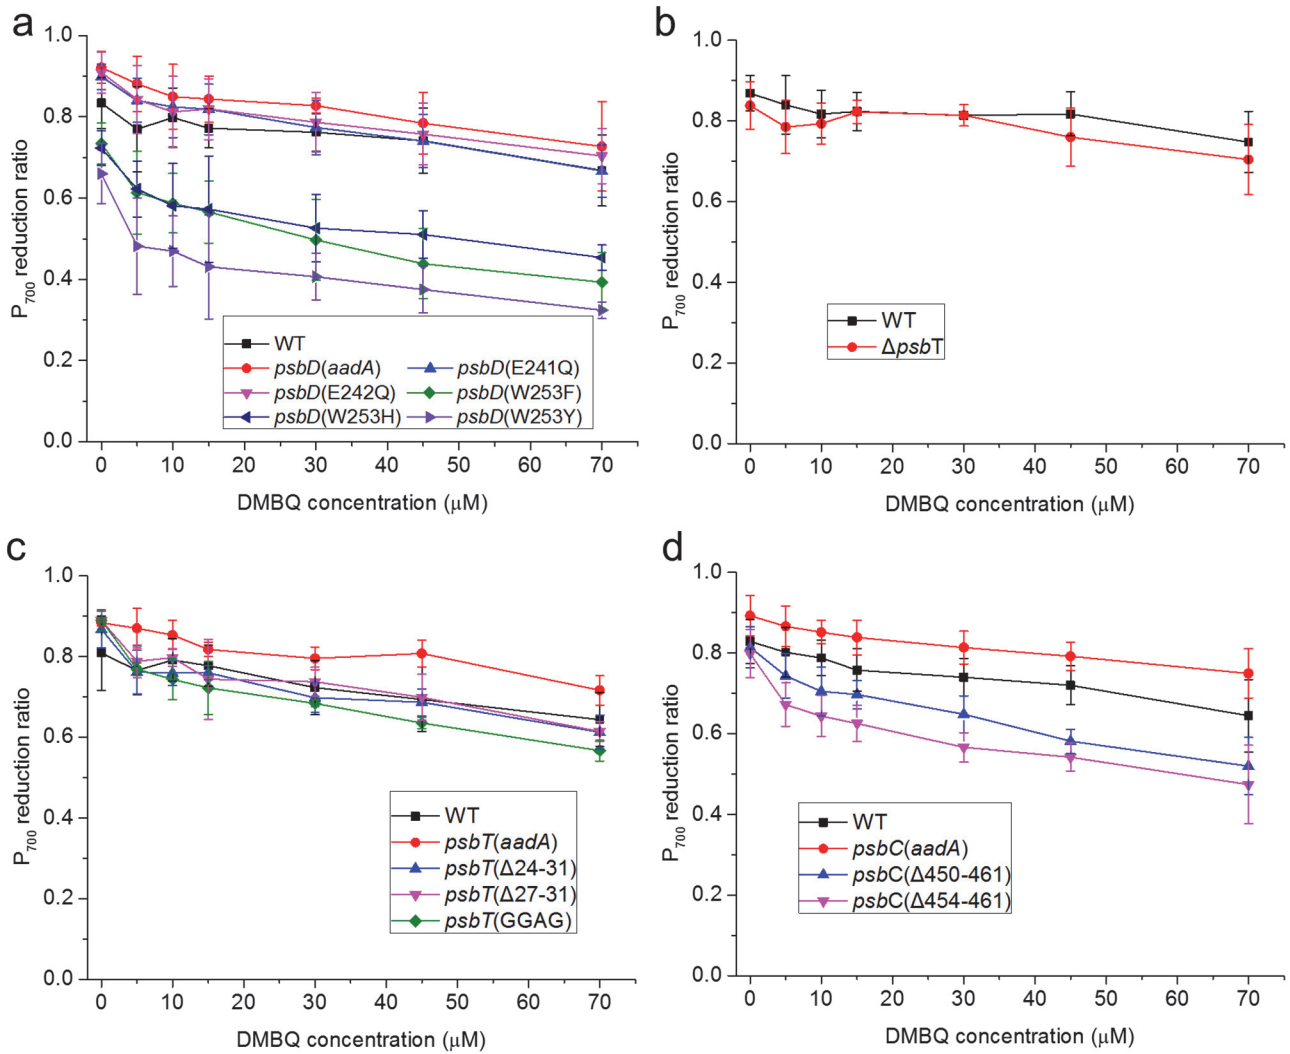 a
1.0
0.8
0.6
0.4
0.2
0.0
P700 reduction ratio
0 10 20 30 40 50 60 70
DMBQ concentration (μM)
WT
psbD(aadA) psbD(E241Q)
psbD(E242Q) psbD(W253F)
psbD(W253H) psbD(W253Y)
b
1.0
0.8
0.6
0.4
0.2
0.0
P700 reduction ratio
0 10 20 30 40 50 60 70
DMBQ concentration (μM)
WT
ΔpsbT
c
1.0
0.8
0.6
0.4
0.2
0.0
P700 reduction ratio
0 10 20 30 40 50 60 70
DMBQ concentration (μM)
WT
psbT(aadA)
psbT(Δ24-31)
psbT(Δ27-31)
psbT(GGAG)
d
1.0
0.8
0.6
0.4
0.2
0.0
P700 reduction ratio
0 10 20 30 40 50 60 70
DMBQ concentration (μM)
WT
psbC(aadA)
psbC(Δ450-461)
psbC(Δ454-461)